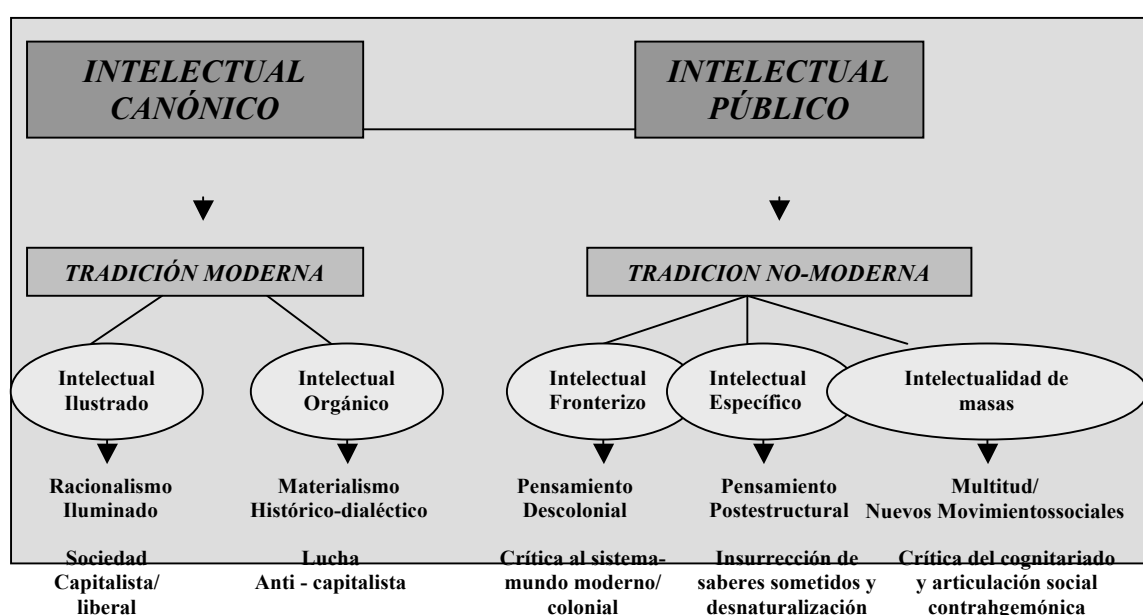 INTELECTUAL
CANÓNICO
INTELECTUAL
PÚBLICO
TRADICIÓN MODERNA
TRADICION NO-MODERNA
Intelectual
Ilustrado
Intelectual
Orgánico
Intelectual
Fronterizo
Intelectual
Específico
Intelectualidad de
masas
Racionalismo
Iluminado
Materialismo
Histórico-dialéctico
Pensamiento
Descolonial
Pensamiento
Postestructural
Multitud/
Nuevos Movimientossociales
Sociedad
Capitalista/
liberal
Lucha
Anti - capitalista
Crítica al sistema-
mundo moderno/
colonial
Insurrección de
saberes sometidos y
desnaturalización
Crítica del cognitariado
y articulación social
contrahgemónica